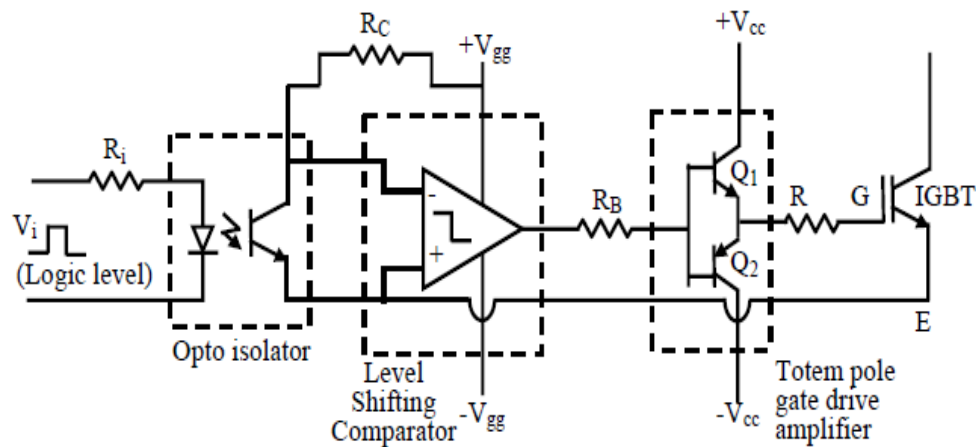 R_C
+V_gg
+V_cc
R_i
Q_1
R_B
R
G
IGBT
-
+
V_i
(Logic level)
Q_2
E
Opto isolator
Level
Shifting
Comparator
-V_gg
-V_cc
Totem pole
gate drive
amplifier